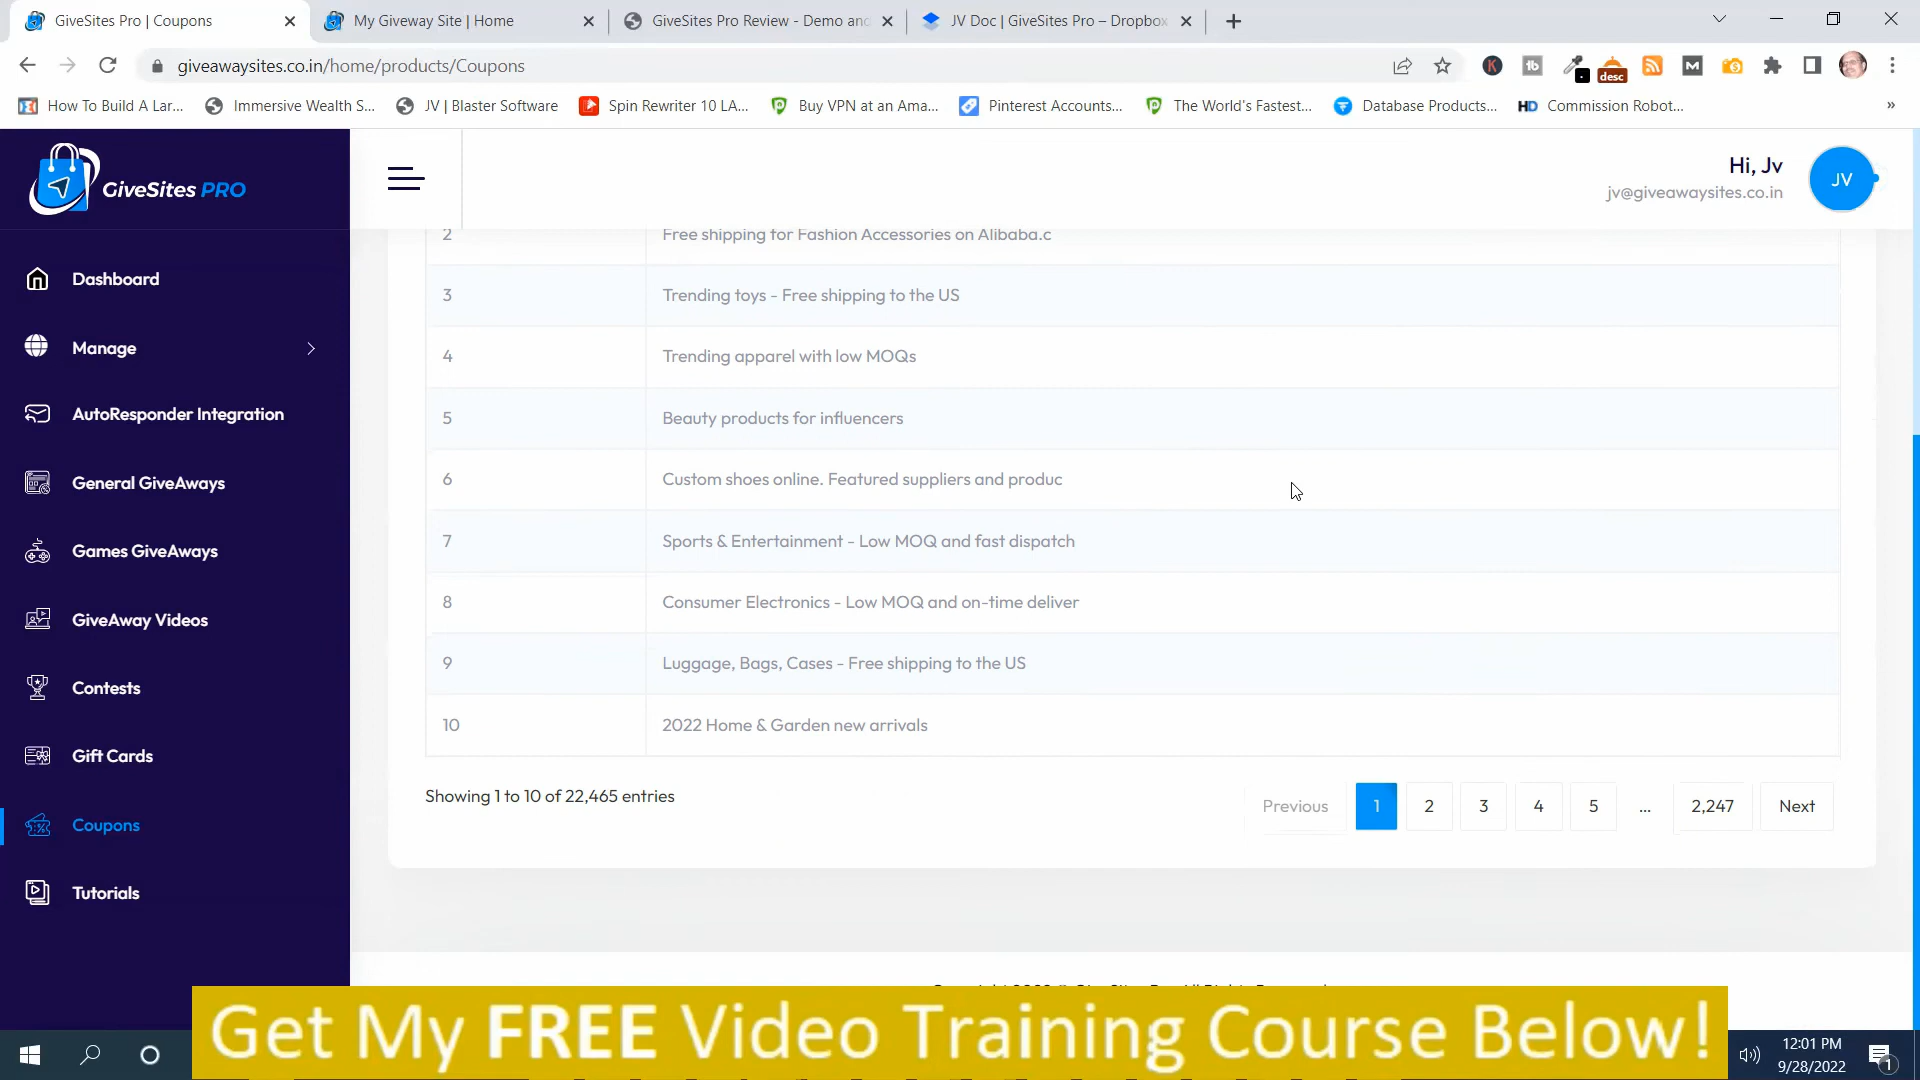 GiveSites Pro | Coupons
My Giveway Site | Home
GiveSites Pro Review - Demo and
JV Doc | GiveSites Pro – Dropbox
giveawaysites.co.in/home/products/Coupons
desc
How To Build A Lar...
Immersive Wealth S...
JV | Blaster Software
Spin Rewriter 10 LA...
Buy VPN at an Ama...
Pinterest Accounts...
The World's Fastest...
Database Products...
HD Commission Robot...
»
GiveSites PRO
Hi, Jv
jv@giveawaysites.co.in
JV
Dashboard
Manage
AutoResponder Integration
General GiveAways
Games GiveAways
GiveAway Videos
Contests
Gift Cards
Coupons
Tutorials
2 Free shipping for Fashion Accessories on Alibaba.c
3 Trending toys - Free shipping to the US
4 Trending apparel with low MOQs
5 Beauty products for influencers
6 Custom shoes online. Featured suppliers and produc
7 Sports & Entertainment - Low MOQ and fast dispatch
8 Consumer Electronics - Low MOQ and on-time deliver
9 Luggage, Bags, Cases - Free shipping to the US
10 2022 Home & Garden new arrivals
Showing 1 to 10 of 22,465 entries
Previous 1 2 3 4 5 ... 2,247 Next
Get My FREE Video Training Course Below!
12:01 PM
9/28/2022
1